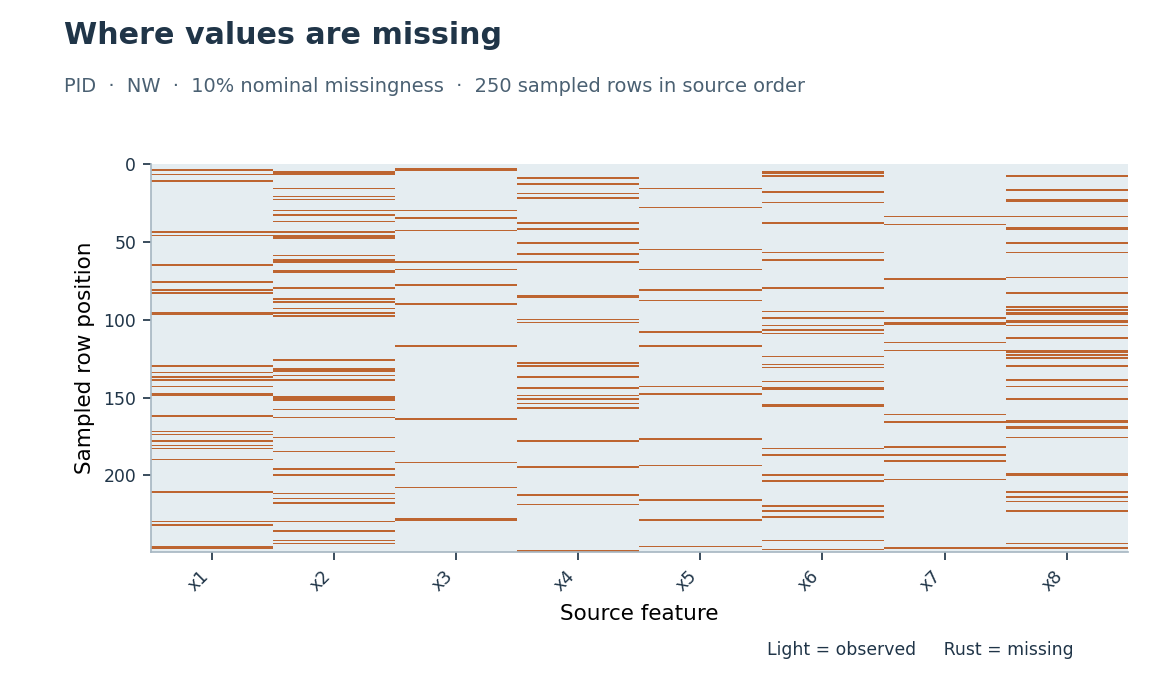 Where values are missing
PID · NW · 10% nominal missingness · 250 sampled rows in source order
0
50
100
150
200
Sampled row position
x1 x2 x3 x4 x5 x6 x7 x8
Source feature
Light = observed Rust = missing